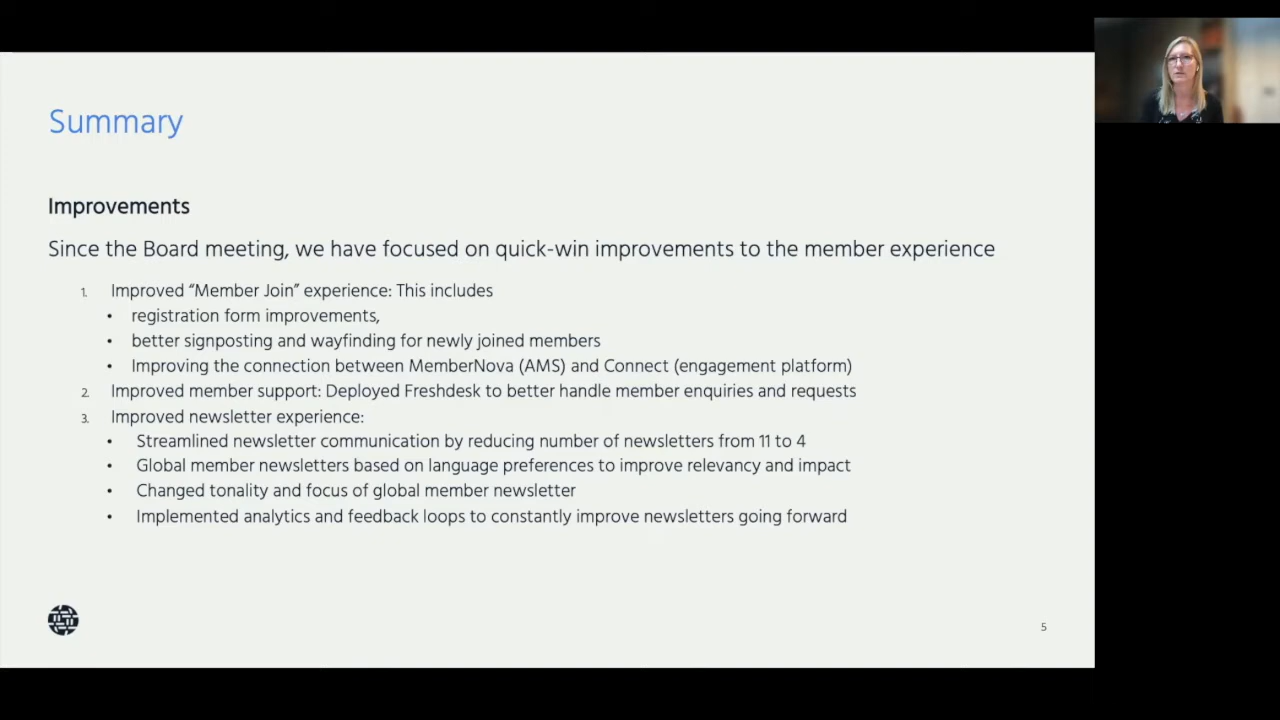 Summary
Improvements
Since the Board meeting, we have focused on quick-win improvements to the member experience
1. Improved “Member Join” experience: This includes
• registration form improvements,
• better signposting and wayfinding for newly joined members
• Improving the connection between MemberNova (AMS) and Connect (engagement platform)
2. Improved member support: Deployed Freshdesk to better handle member enquiries and requests
3. Improved newsletter experience:
• Streamlined newsletter communication by reducing number of newsletters from 11 to 4
• Global member newsletters based on language preferences to improve relevancy and impact
• Changed tonality and focus of global member newsletter
• Implemented analytics and feedback loops to constantly improve newsletters going forward
5